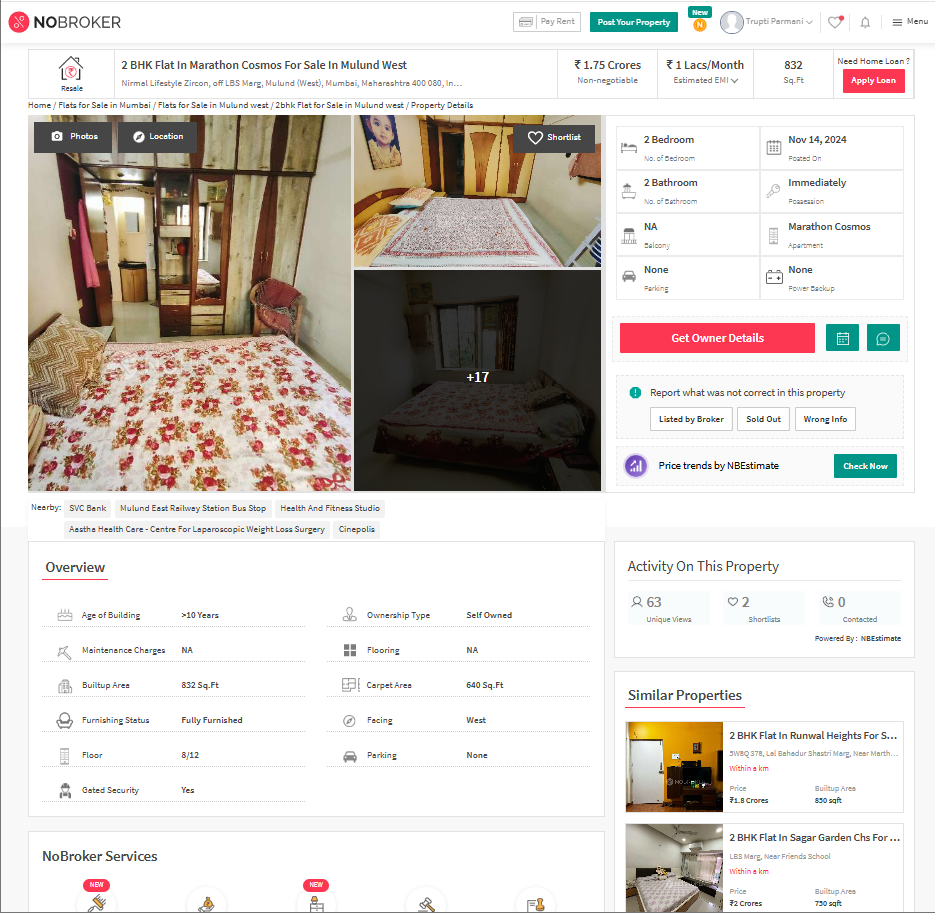 NOBROKER
Pay Rent
Post Your Property
New
N
Trupti Parmani
Menu
Resale
2 BHK Flat In Marathon Cosmos For Sale In Mulund West
Nirmal Lifestyle Zircon, off LBS Marg, Mulund (West), Mumbai, Maharashtra 400 080, In...
₹ 1.75 Crores
Non-negotiable
₹ 1 Lacs/Month
Estimated EMI
832
Sq.Ft
Need Home Loan ?
Apply Loan
Home / Flats for Sale in Mumbai / Flats for Sale in Mulund west / 2bhk Flat for Sale in Mulund west / Property Details
Photos
Location
Shortlist
+17
2 Bedroom
No. of Bedroom
Nov 14, 2024
Posted On
2 Bathroom
No. of Bathroom
Immediately
Possession
NA
Balcony
Marathon Cosmos
Apartment
None
Parking
None
Power Backup
Get Owner Details
Report what was not correct in this property
Listed by Broker
Sold Out
Wrong Info
Price trends by NBEstimate
Check Now
Nearby:
SVC Bank
Mulund East Railway Station Bus Stop
Health And Fitness Studio
Aastha Health Care - Centre For Laparoscopic Weight Loss Surgery
Cinepolis
Overview
Age of Building >10 Years
Ownership Type Self Owned
Maintenance Charges NA
Flooring NA
Builtup Area 832 Sq.Ft
Carpet Area 640 Sq.Ft
Furnishing Status Fully Furnished
Facing West
Floor 8/12
Parking None
Gated Security Yes
Activity On This Property
63
Unique Views
2
Shortlists
0
Contacted
Powered By : NBEstimate
Similar Properties
2 BHK Flat In Runwal Heights For S...
5W8Q S78, Lal Bahadur Shastri Marg, Near Marth...
Within a km
Price
₹1.8 Crores
Builtup Area
850 sqft
2 BHK Flat In Sagar Garden Chs For ...
LBS Marg, Near Friends School
Within a km
Price
₹2 Crores
Builtup Area
730 sqft
NoBroker Services
NEW
NEW